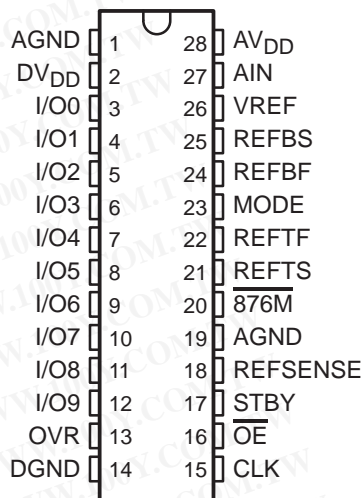 AGND 1 28 AVDD
DVDD 2 27 AIN
I/O0 3 26 VREF
I/O1 4 25 REFBS
I/O2 5 24 REFBF
I/O3 6 23 MODE
I/O4 7 22 REFTF
I/O5 8 21 REFTS
I/O6 9 20 876M
I/O7 10 19 AGND
I/O8 11 18 REFSENSE
I/O9 12 17 STBY
OVR 13 16 OE
DGND 14 15 CLK